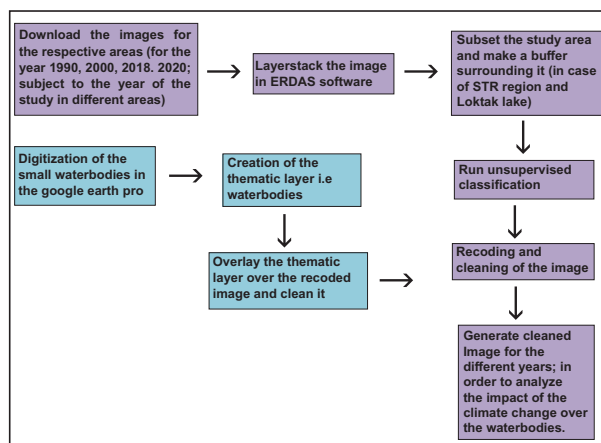 Download the images for
the respective areas (for the
year 1990, 2000, 2018. 2020;
subject to the year of the
study in different areas)
Layerstack the image
in ERDAS software
Subset the study area
and make a buffer
surrounding it (in case
of STR region and
Loktak lake)
Digitization of the
small waterbodies in
the google earth pro
Creation of the
thematic layer i.e
waterbodies
Run unsupervised
classification
Overlay the thematic
layer over the recoded
image and clean it
Recoding and
cleaning of the image
Generate cleaned
Image for the
different years; in
order to analyze
the impact of the
climate change over
the waterbodies.